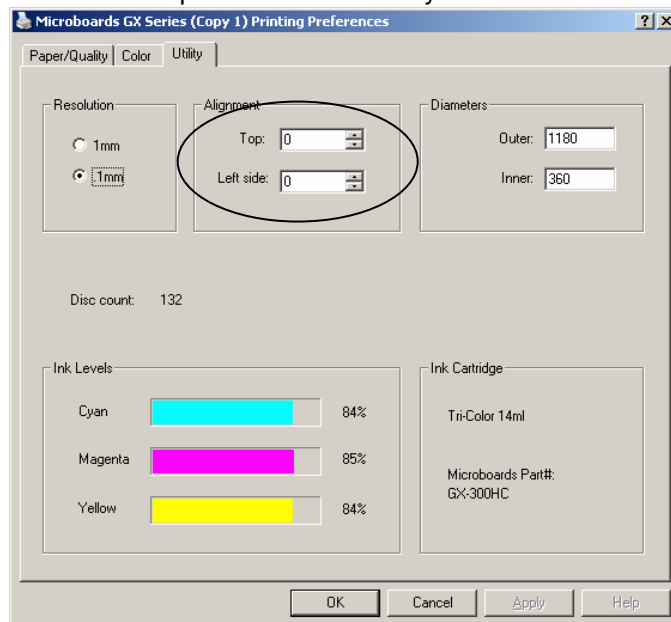 Microboards GX Series (Copy 1) Printing Preferences
Paper/Quality Color Utility
Resolution
1mm
.1mm
Alignment
Top: 0
Left side: 0
Diameters
Outer: 1180
Inner: 360
Disc count: 132
Ink Levels
Cyan 84%
Magenta 85%
Yellow 84%
Ink Cartridge
Tri-Color 14ml
Microboards Part#:
GX-300HC
OK Cancel Apply Help